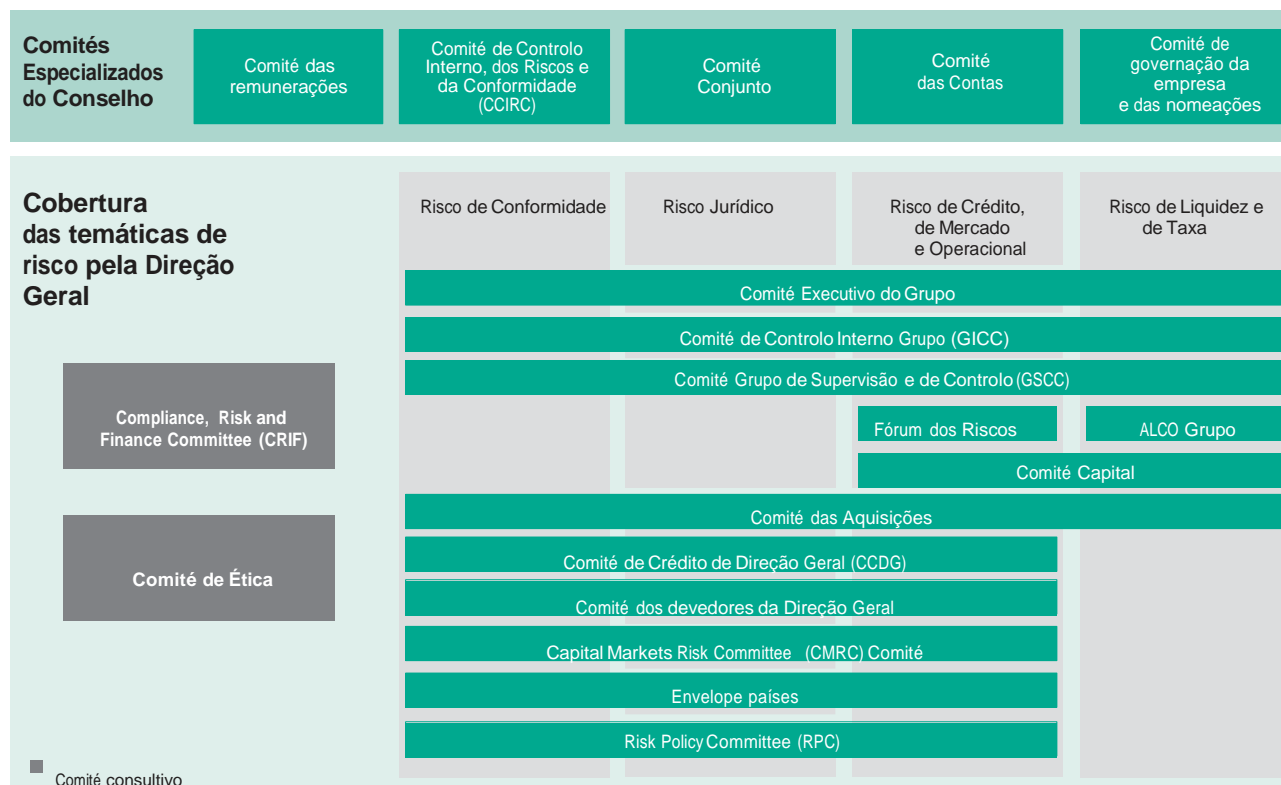 Comités
Especializados
do Conselho
Comité das
remunerações
Comité de Controlo
Interno, dos Riscos e
da Conformidade
(CCIRC)
Comité
Conjunto
Comité
das Contas
Comité de
governação da
empresa
e das nomeações
Cobertura
das temáticas de
risco pela Direção
Geral
Risco de Conformidade
Risco Jurídico
Risco de Crédito,
de Mercado
e Operacional
Risco de Liquidez e
de Taxa
Comité Executivo do Grupo
Comité de Controlo Interno Grupo (GICC)
Comité Grupo de Supervisão e de Controlo (GSCC)
Compliance, Risk and
Finance Committee (CRIF)
Fórum dos Riscos
ALCO Grupo
Comité Capital
Comité das Aquisições
Comité de Ética
Comité de Crédito de Direção Geral (CCDG)
Comité dos devedores da Direção Geral
Capital Markets Risk Committee (CMRC) Comité
Envelope países
Risk Policy Committee (RPC)
Comité consultivo